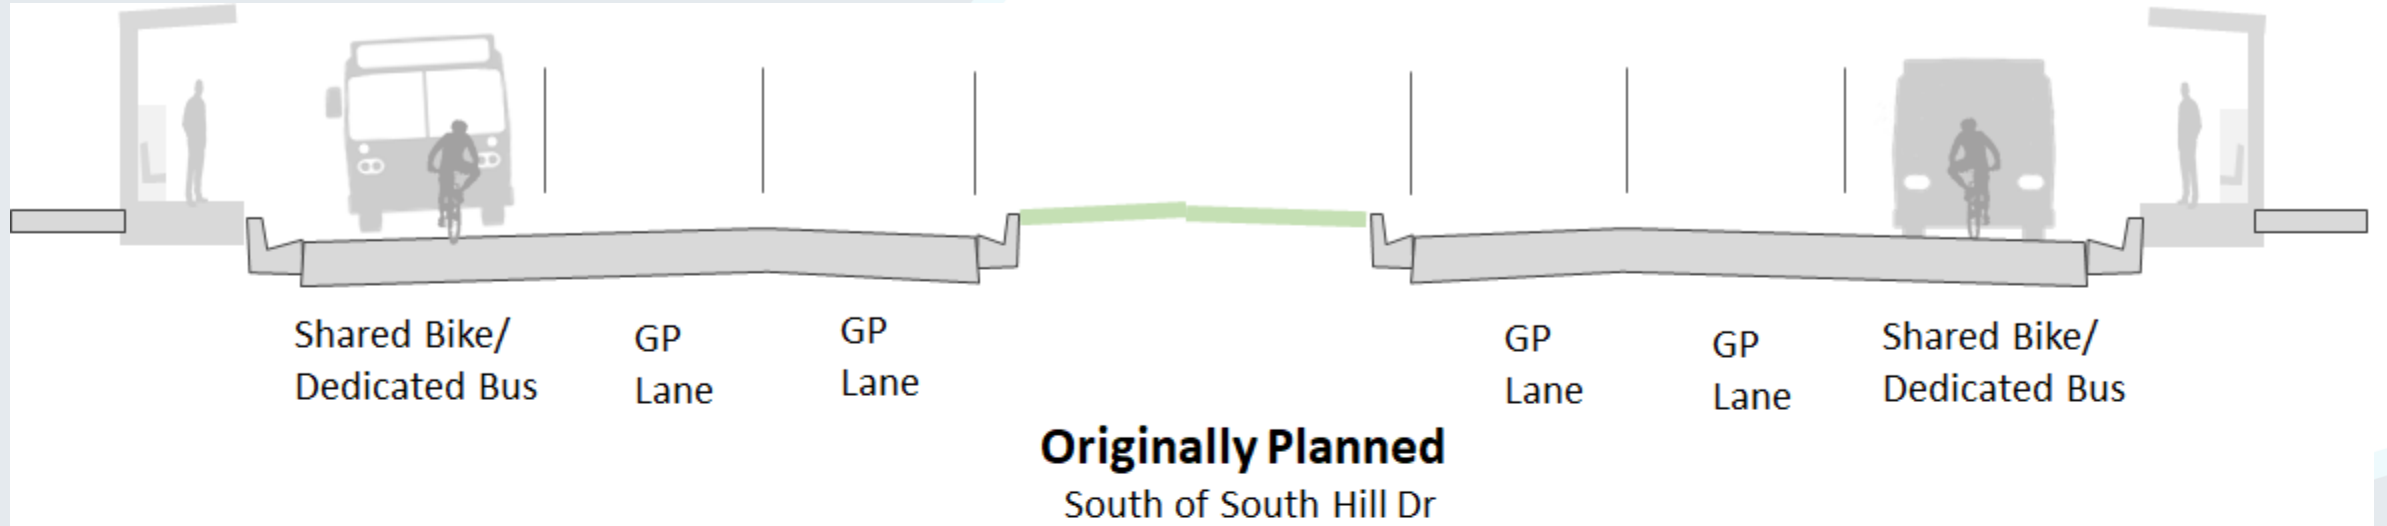 Shared Bike/
Dedicated Bus
GP
Lane
GP
Lane
GP
Lane
GP
Lane
Shared Bike/
Dedicated Bus
Originally Planned
South of South Hill Dr